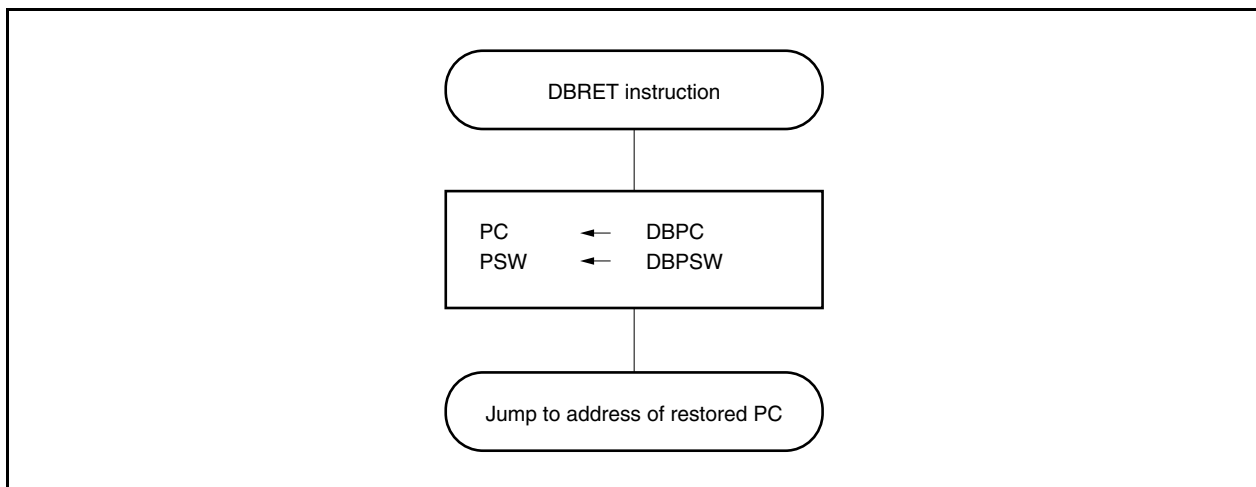 DBRET instruction
PC ← DBPC
PSW ← DBPSW
Jump to address of restored PC